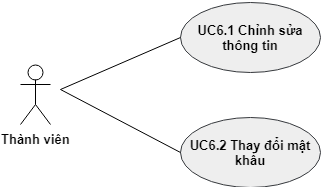 UC6.1 Chỉnh sửa
thông tin
Thành viên
UC6.2 Thay đổi mật
khẩu